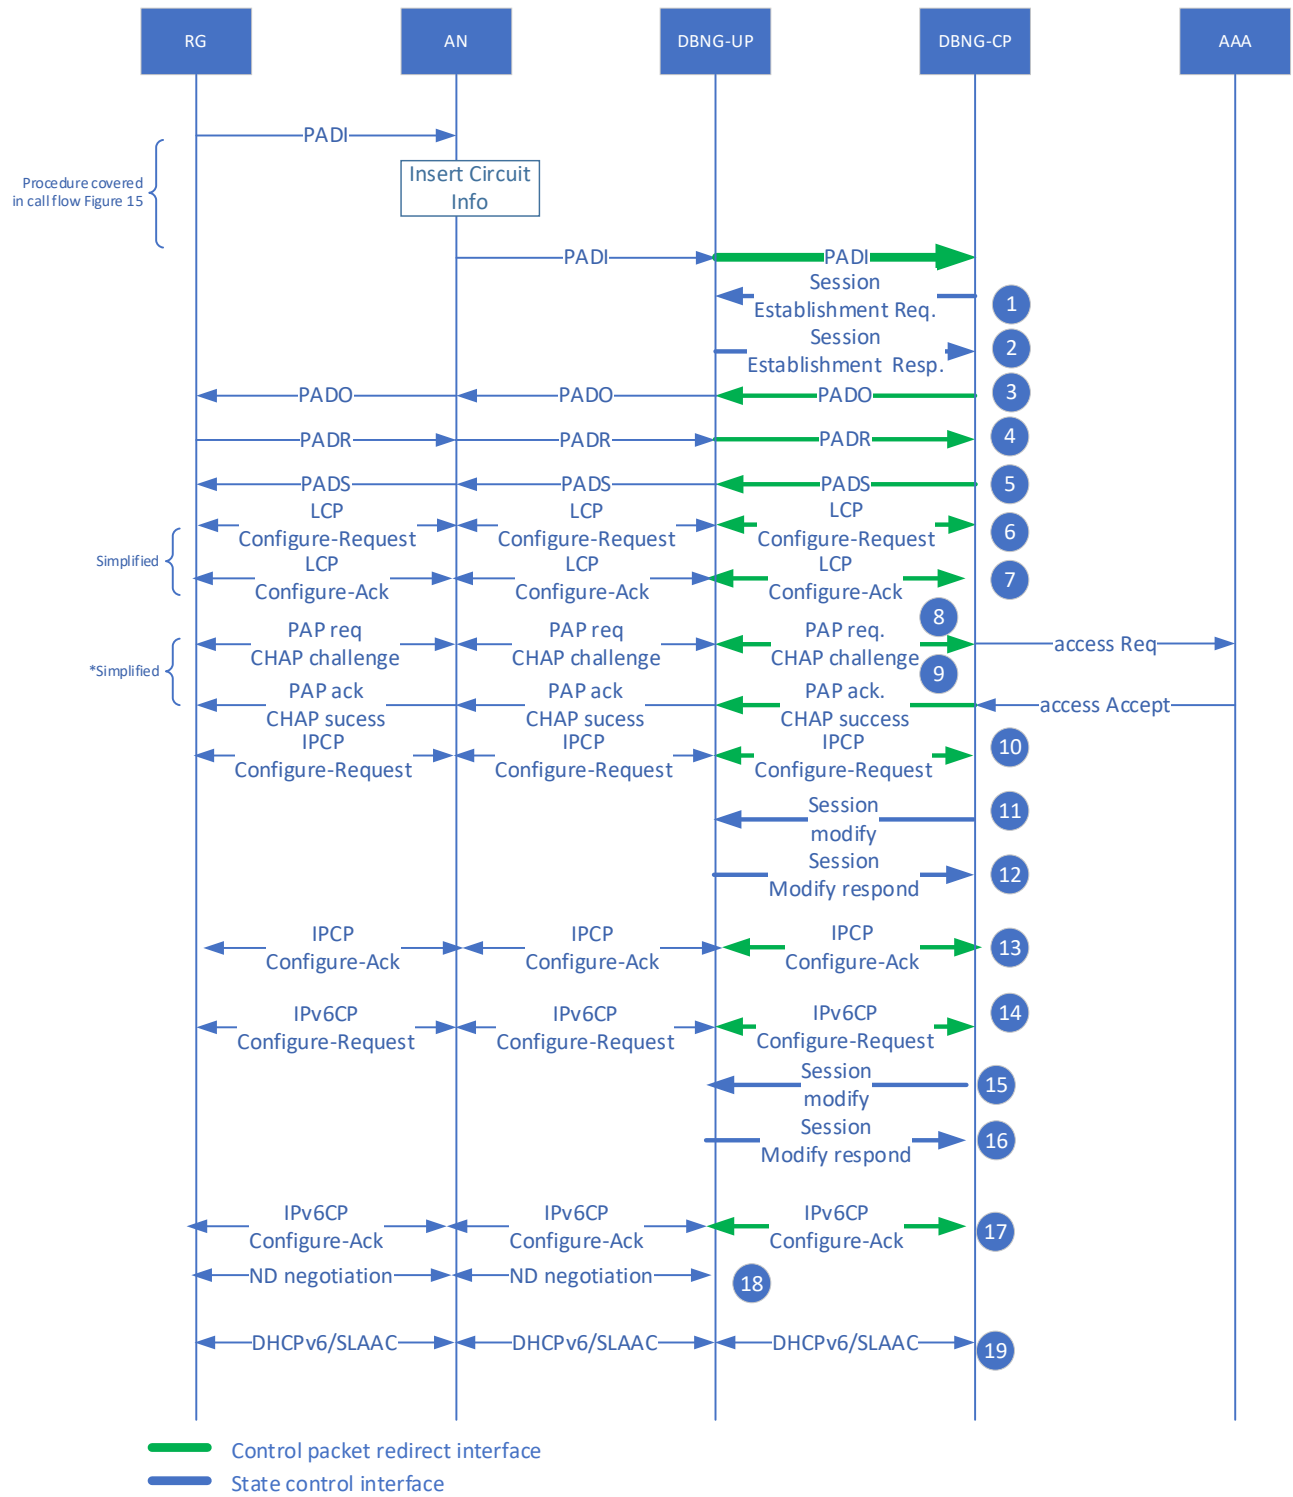 RG
AN
DBNG-UP
DBNG-CP
AAA
PADI
Procedure covered
in call flow Figure 15
Insert Circuit
Info
PADI
PADI
Session
Establishment Req.
1
Session
Establishment Resp.
2
PADO
PADO
PADO
3
PADR
PADR
PADR
4
PADS
PADS
PADS
5
LCP
Configure-Request
LCP
Configure-Request
LCP
Configure-Request
6
Simplified
LCP
Configure-Ack
LCP
Configure-Ack
LCP
Configure-Ack
7
8
PAP req
CHAP challenge
PAP req
CHAP challenge
PAP req.
CHAP challenge
access Req
*Simplified
9
PAP ack
CHAP sucess
PAP ack
CHAP sucess
PAP ack.
CHAP success
access Accept
IPCP
Configure-Request
IPCP
Configure-Request
IPCP
Configure-Request
10
Session
modify
11
Session
Modify respond
12
IPCP
Configure-Ack
IPCP
Configure-Ack
IPCP
Configure-Ack
13
IPv6CP
Configure-Request
IPv6CP
Configure-Request
IPv6CP
Configure-Request
14
Session
modify
15
Session
Modify respond
16
IPv6CP
Configure-Ack
IPv6CP
Configure-Ack
IPv6CP
Configure-Ack
17
ND negotiation
ND negotiation
18
DHCPv6/SLAAC
DHCPv6/SLAAC
DHCPv6/SLAAC
19
Control packet redirect interface
State control interface